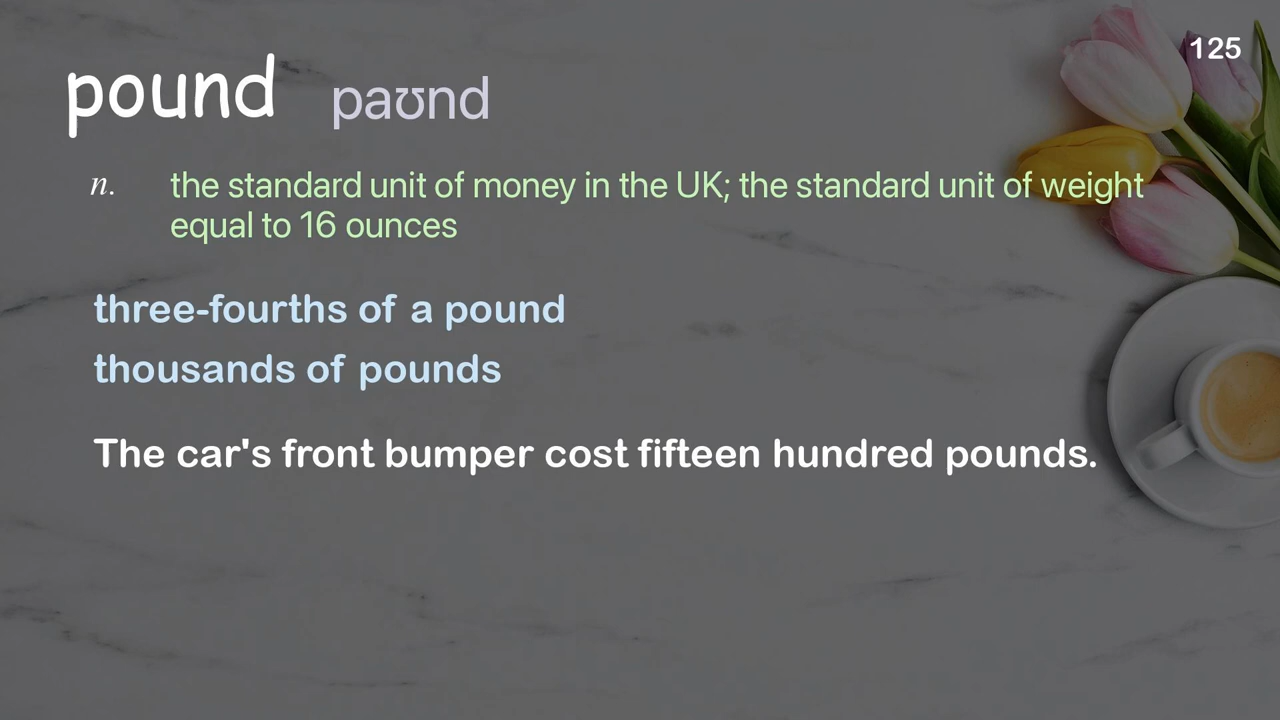 125
pound paʊnd
n. the standard unit of money in the UK; the standard unit of weight
equal to 16 ounces
three-fourths of a pound
thousands of pounds
The car's front bumper cost fifteen hundred pounds.